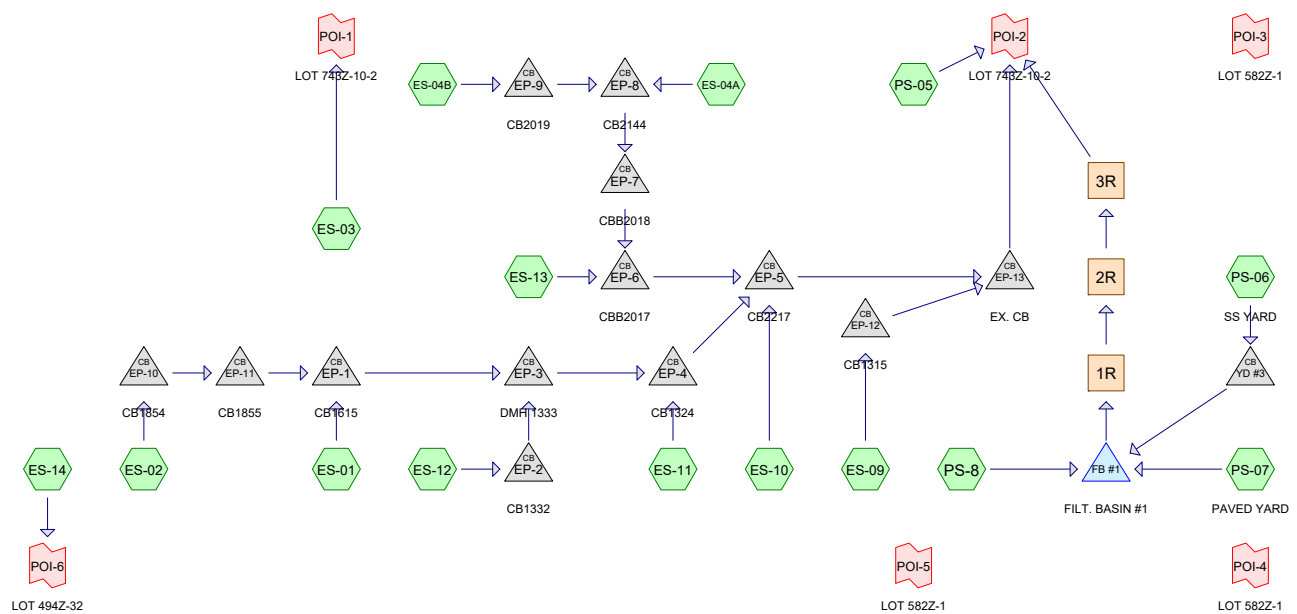 POI-1
LOT 743Z-10-2
POI-2
LOT 743Z-10-2
POI-3
LOT 582Z-1
ES-04B
CB
EP-9
CB2019
CB
EP-8
CB2144
ES-04A
PS-05
CB
EP-7
CBB2018
3R
ES-03
ES-13
CB
EP-6
CBB2017
CB
EP-5
CB2217
CB
EP-13
EX. CB
2R
PS-06
SS YARD
CB
EP-12
CB1315
CB
EP-10
CB1854
CB
EP-11
CB1855
CB
EP-1
CB1615
CB
EP-3
DMH 1333
CB
EP-4
CB1324
1R
CB
YD #3
ES-14
ES-02
ES-01
ES-12
CB
EP-2
CB1332
ES-11
ES-10
ES-09
PS-8
FB #1
FILT. BASIN #1
PS-07
PAVED YARD
POI-6
LOT 494Z-32
POI-5
LOT 582Z-1
POI-4
LOT 582Z-1